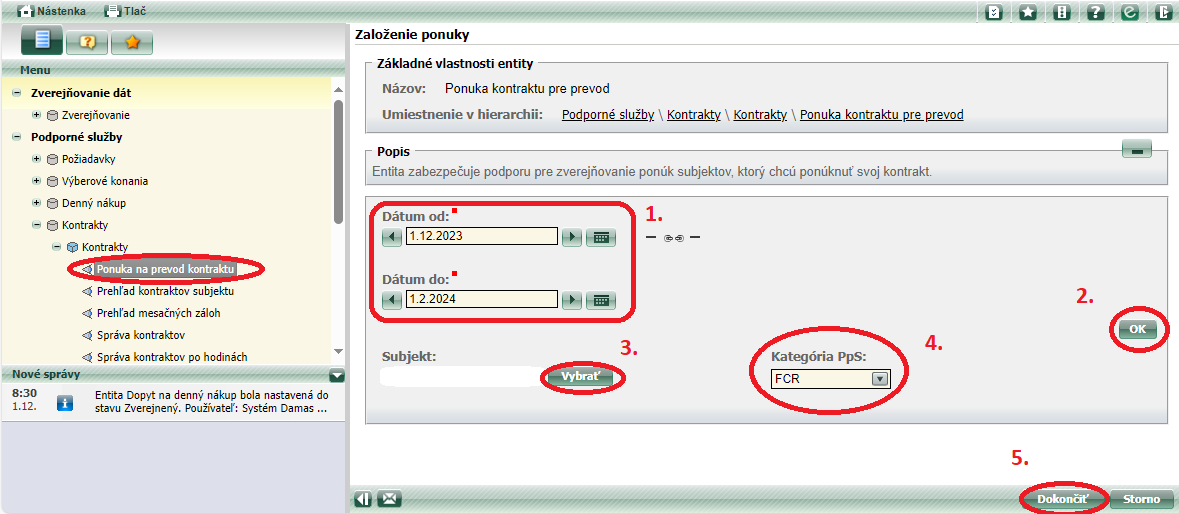 Nástenka Tlač
Menu
Zverejňovanie dát
Zverejňovanie
Podporné služby
Požiadavky
Výberové konania
Denný nákup
Kontrakty
Kontrakty
Ponuka na prevod kontraktu
Prehľad kontraktov subjektu
Prehľad mesačných záloh
Správa kontraktov
Správa kontraktov po hodinách
Nové správy
8:30
1.12.
Entita Dopyt na denný nákup bola nastavená do
stavu Zverejnený. Používateľ: Systém Damas ...
Založenie ponuky
Základné vlastnosti entity
Názov: Ponuka kontraktu pre prevod
Umiestnenie v hierarchii: Podporné služby \ Kontrakty \ Kontrakty \ Ponuka kontraktu pre prevod
Popis
Entita zabezpečuje podporu pre zverejňovanie ponúk subjektov, ktorý chcú ponúknuť svoj kontrakt.
Dátum od:
1.12.2023
1.
Dátum do:
1.2.2024
2.
OK
3.
Subjekt:
Vybrať
4.
Kategória PpS:
FCR
5.
Dokončiť
Storno